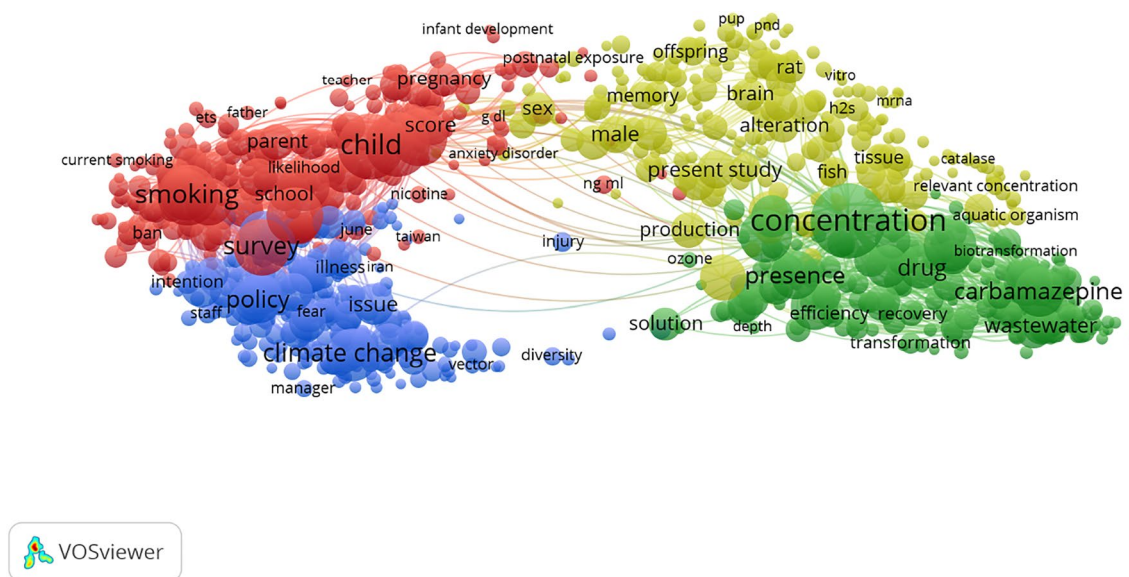 pup
pnd
infant development
offspring
postnatal exposure
rat
teacher
pregnancy
vitro
memory
brain
h2s
mrna
ets
father
sex
g dl
score
male
alteration
parent
child
anxiety disorder
likelihood
current smoking
present study
fish
tissue
catalase
smoking
school
nicotine
ng ml
relevant concentration
ban
june
taiwan
survey
injury
production
concentration
aquatic organism
biotransformation
ozone
illness
iran
intention
presence
drug
policy
issue
staff
fear
carbamazepine
solution
depth
efficiency
recovery
wastewater
transformation
climate change
vector
diversity
manager
VOSviewer